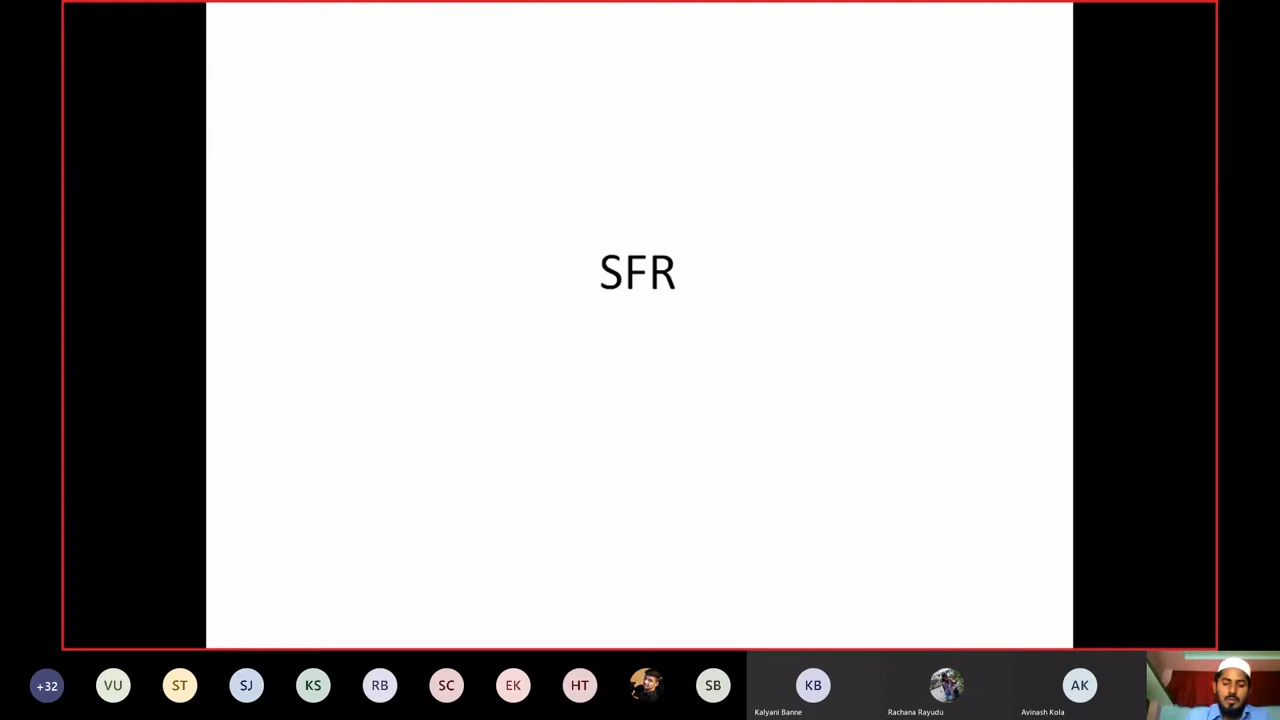 SFR
+32
VU
ST
SJ
KS
RB
SC
EK
HT
SB
KB
AK
Kalyani Banne
Rachana Rayudu
Avinash Kola